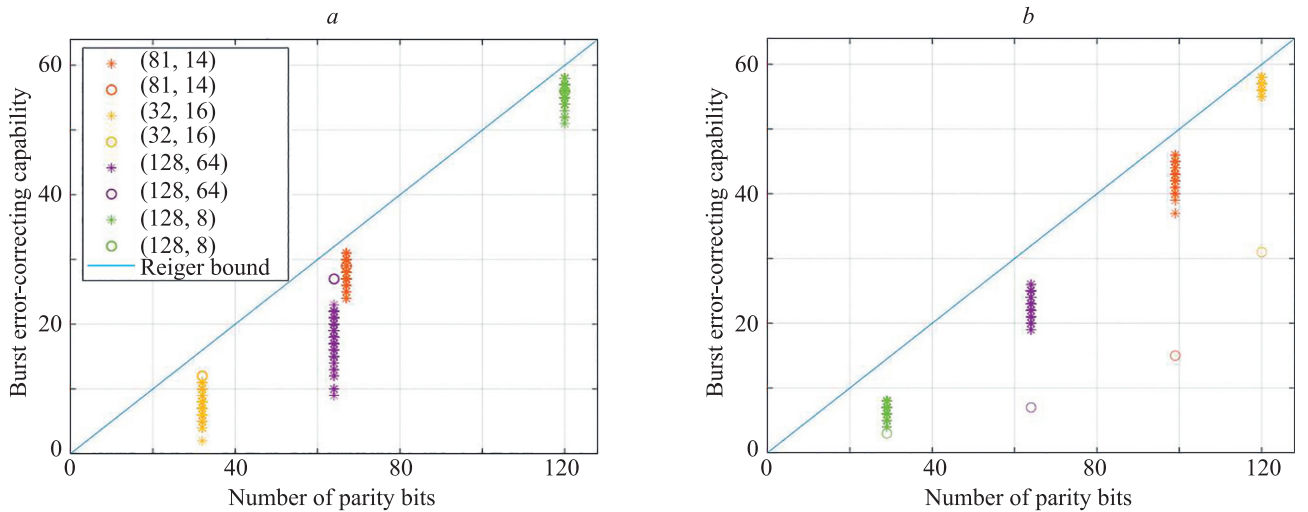 a
(81, 14)
(81, 14)
(32, 16)
(32, 16)
(128, 64)
(128, 64)
(128, 8)
(128, 8)
Reiger bound
Burst error-correcting capability
60
40
20
0
0 40 80 120
Number of parity bits
b
Burst error-correcting capability
60
40
20
0
0 40 80 120
Number of parity bits